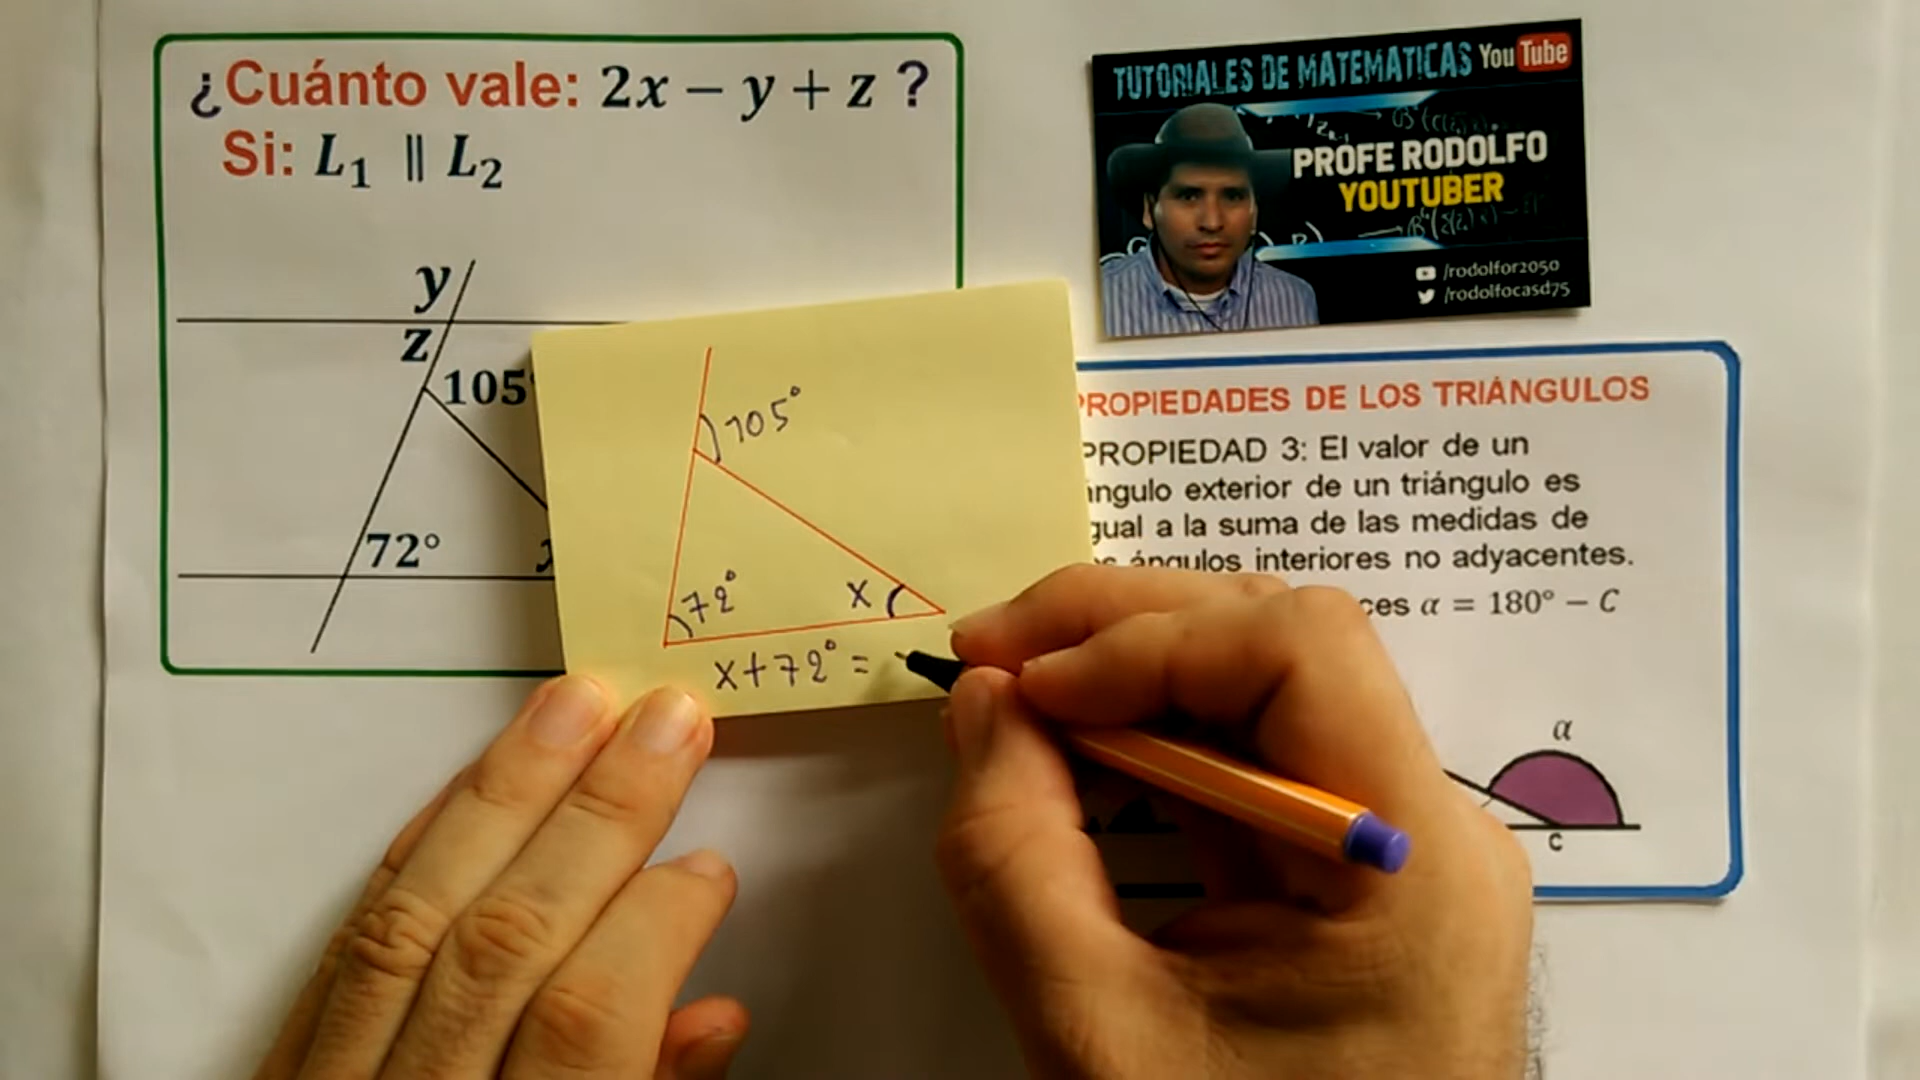 ¿Cuánto vale: 2x − y + z ?
Si: L₁ ∥ L₂
y
z
105
72°
105°
72°
x
x+72°=
TUTORIALES DE MATEMATICAS YouTube
PROFE RODOLFO
YOUTUBER
/rodolfor2050
/rodolfocasd75
PROPIEDADES DE LOS TRIÁNGULOS
PROPIEDAD 3: El valor de un
ángulo exterior de un triángulo es
gual a la suma de las medidas de
ángulos interiores no adyacentes.
ces α = 180° − C
α
C